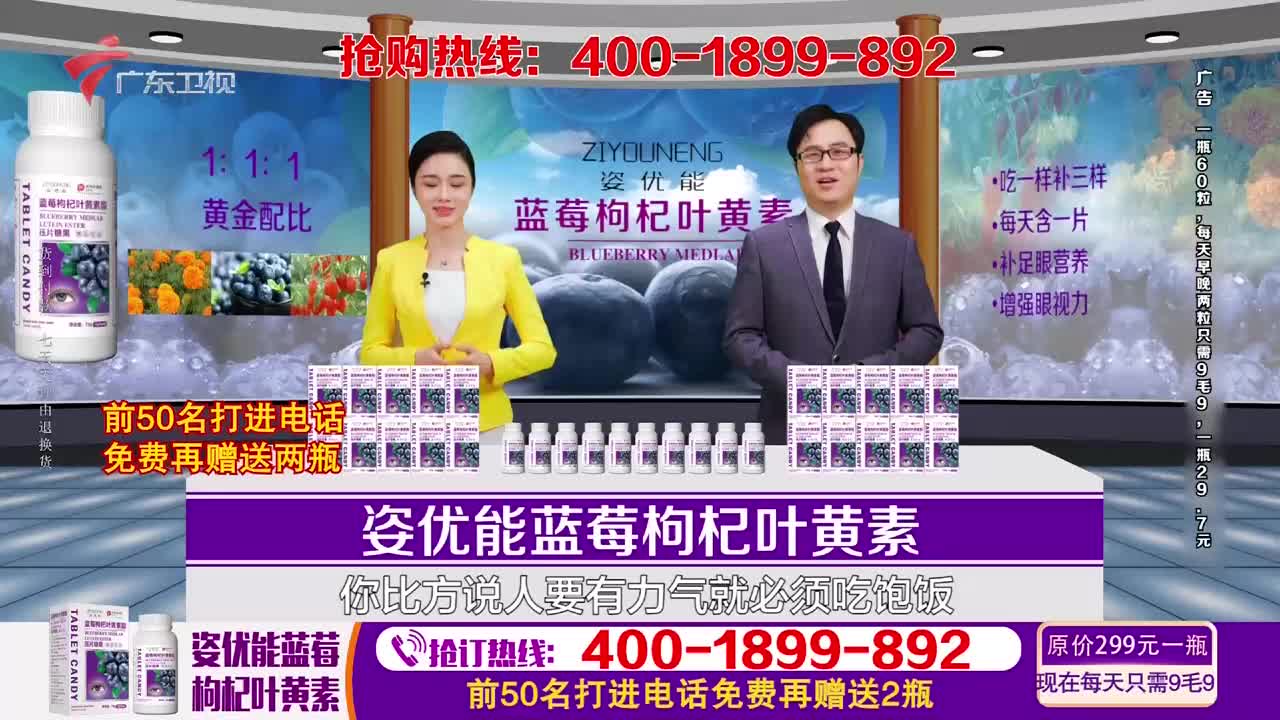 抢购热线：400-1899-892
广东卫视
广告 一瓶60粒，每天早晚两粒只需9毛9，一瓶29.7元
1：1：1
黄金配比
ZIYOUNENG
姿优能
蓝莓枸杞叶黄素
BLUEBERRY MEDLAR
·吃一样补三样
·每天含一片
·补足眼营养
·增强眼视力
TABLET CANDY
蓝莓枸杞叶黄素酯
BLUEBERRY MEDLAR
LUTEIN ESTER
压片糖果
前50名打进电话
免费再赠送两瓶
姿优能蓝莓枸杞叶黄素
你比方说人要有力气就必须吃饱饭
TABLET CANDY
姿优能蓝莓
枸杞叶黄素
抢订热线：400-1899-892
前50名打进电话免费再赠送2瓶
原价299元一瓶
现在每天只需9毛9